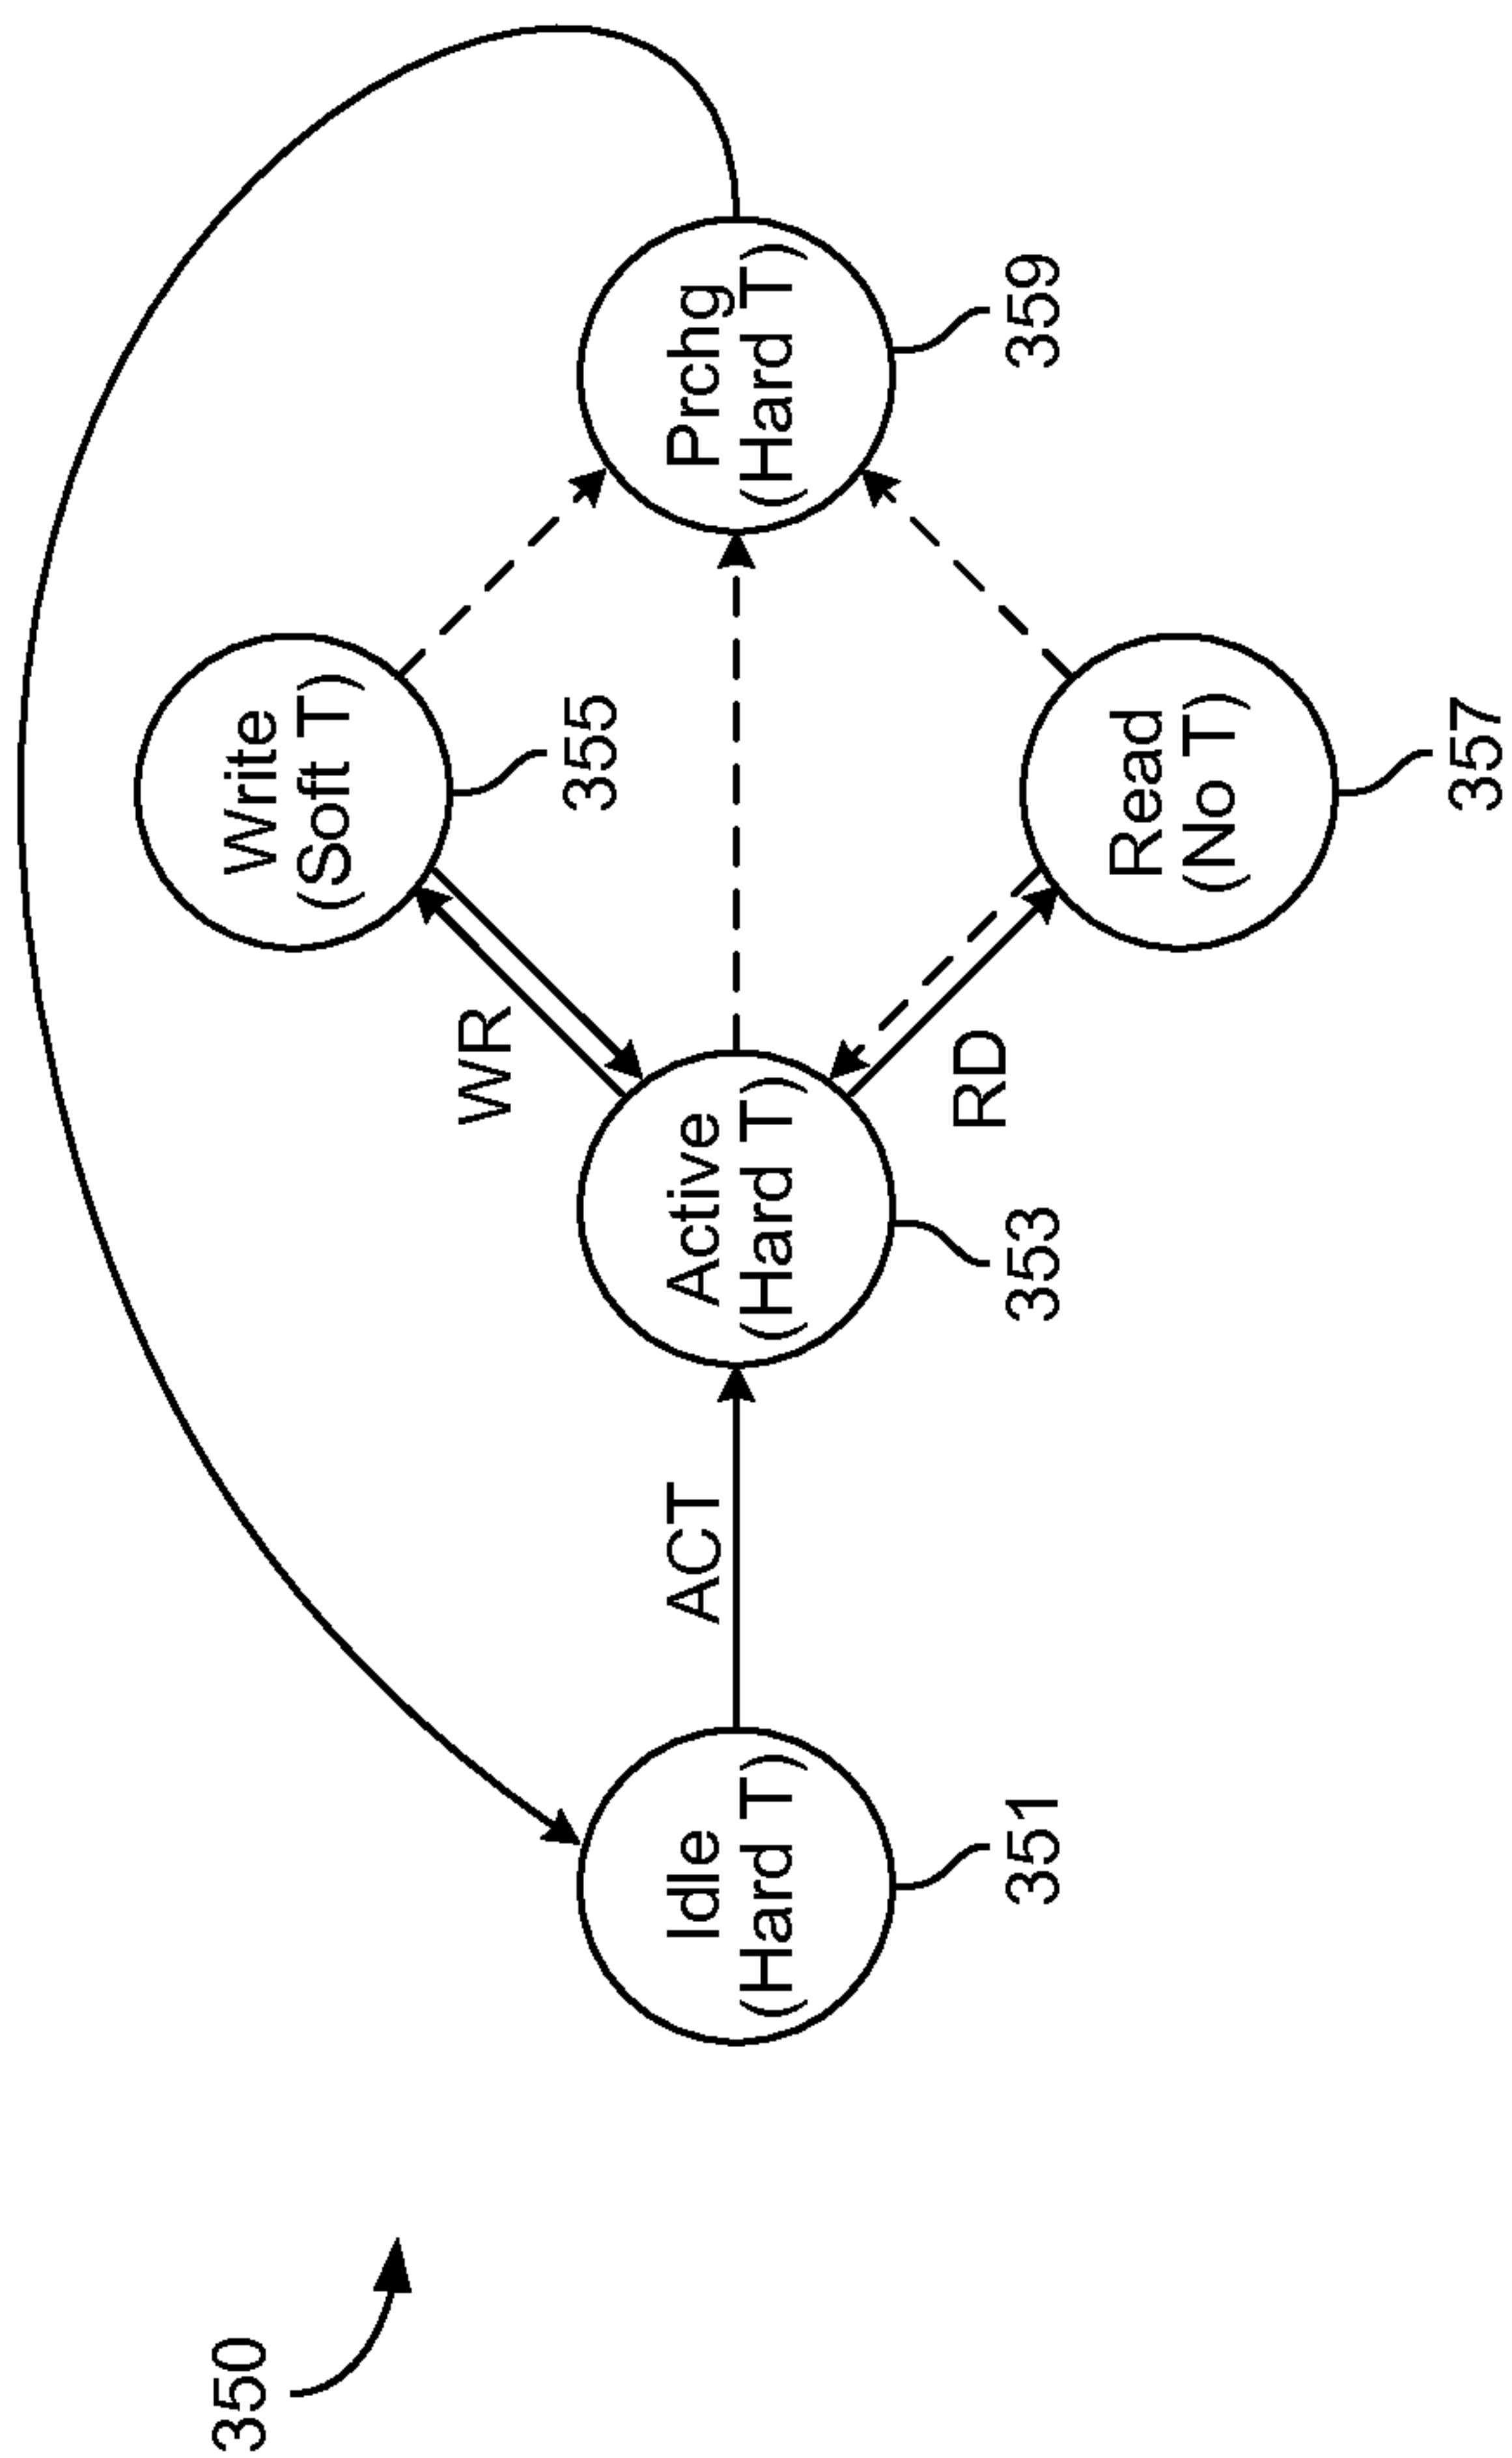 350
Write
(Soft T)
355
WR
Idle
(Hard T)
351
ACT
Active
(Hard T)
353
Prchg
(Hard T)
359
RD
Read
(No T)
357